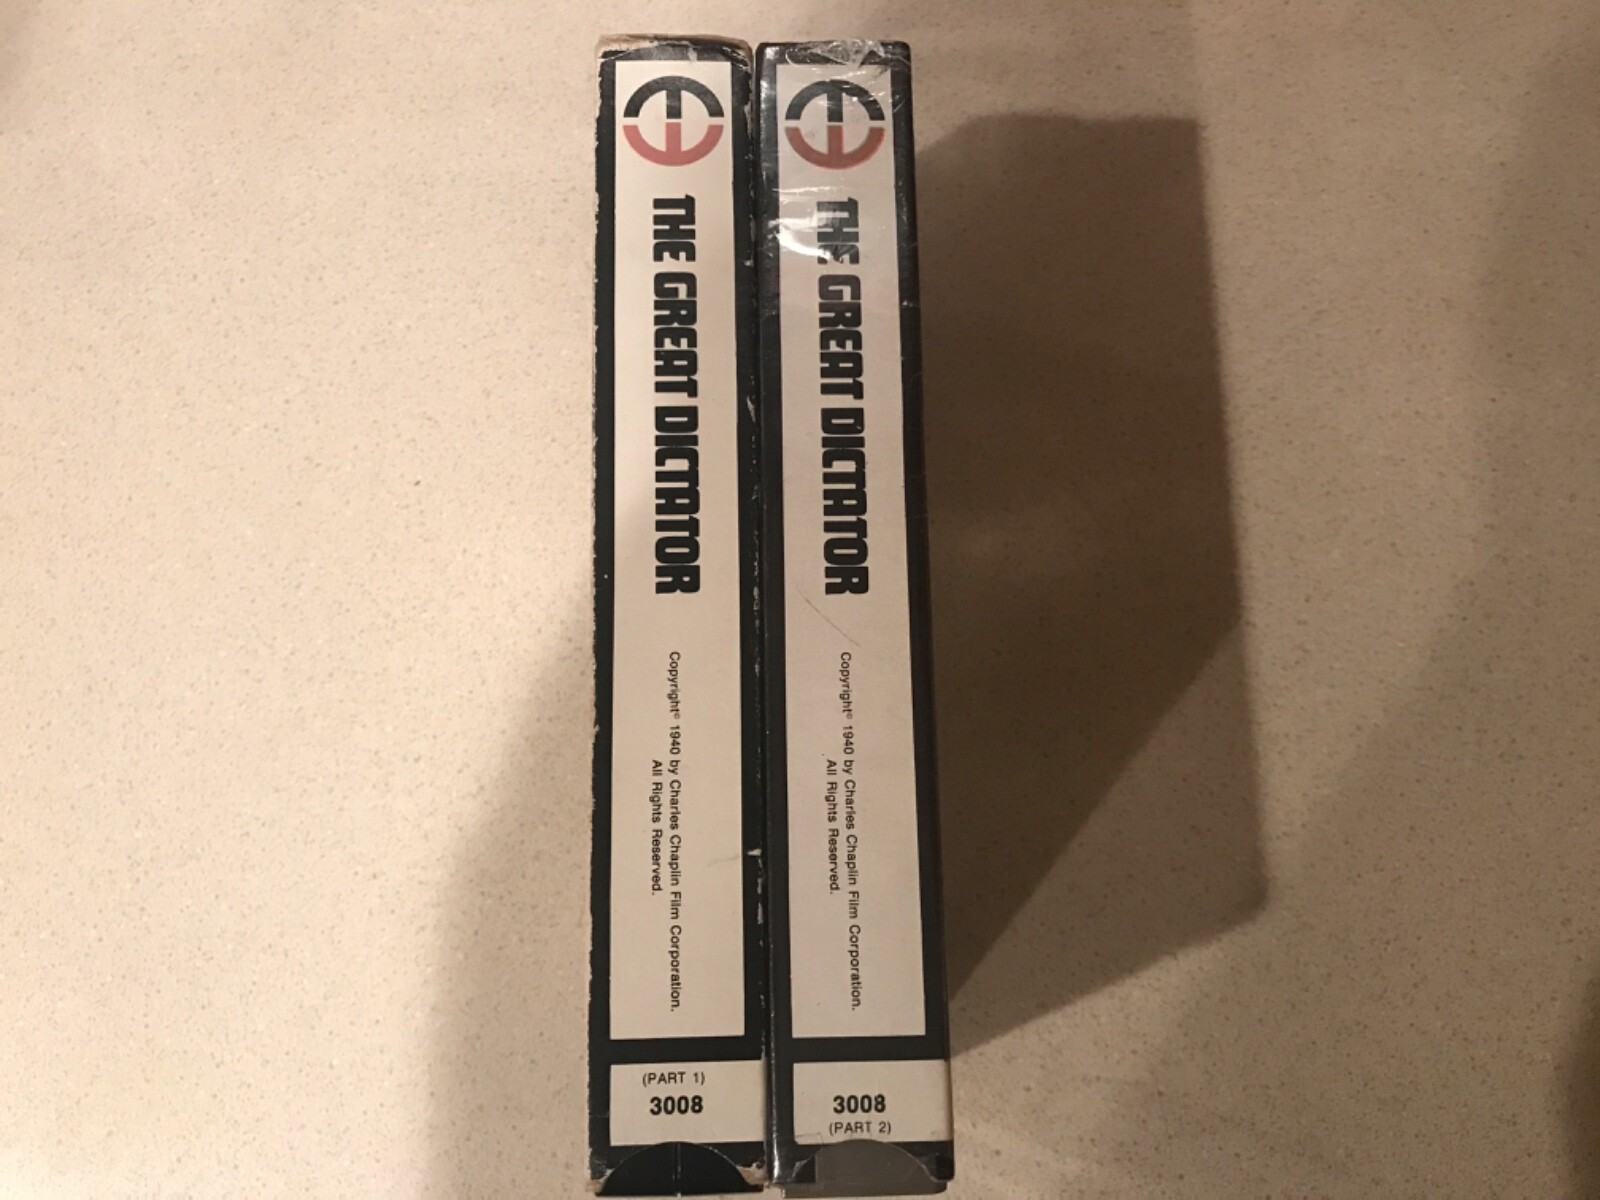 THE GREAT DICTATOR
Copyright© 1940 by Charles Chaplin Film Corporation.
All Rights Reserved.
(PART 1)
3008
THE GREAT DICTATOR
Copyright© 1940 by Charles Chaplin Film Corporation.
All Rights Reserved.
3008
(PART 2)